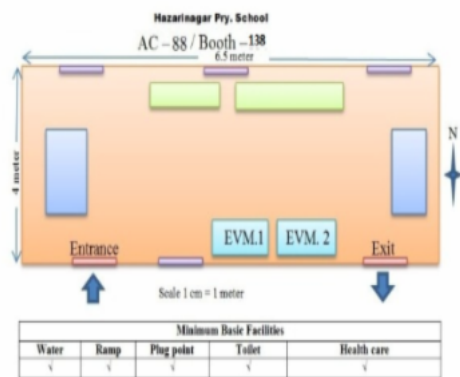 Hazarinagar Pry. School
AC – 88 / Booth –138
6.5 meter
4 meter
N
EVM.1 EVM. 2
Entrance Exit
Scale 1 cm = 1 meter
Minimum Basic Facilities
Water Ramp Plug point Toilet Health care
√ √ √ √ √